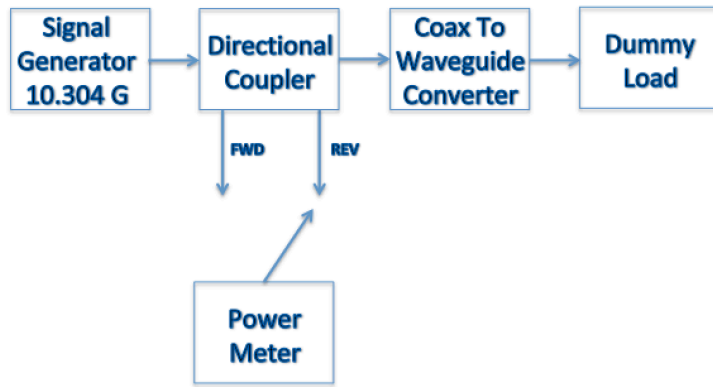 Signal
Generator
10.304 G
Directional
Coupler
Coax To
Waveguide
Converter
Dummy
Load
FWD
REV
Power
Meter